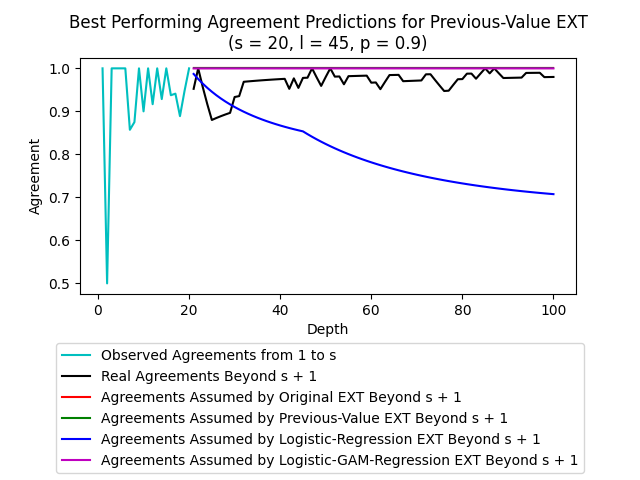 Best Performing Agreement Predictions for Previous-Value EXT
(s = 20, l = 45, p = 0.9)
Agreement
1.0
0.9
0.8
0.7
0.6
0.5
0 20 40 60 80 100
Depth
Observed Agreements from 1 to s
Real Agreements Beyond s + 1
Agreements Assumed by Original EXT Beyond s + 1
Agreements Assumed by Previous-Value EXT Beyond s + 1
Agreements Assumed by Logistic-Regression EXT Beyond s + 1
Agreements Assumed by Logistic-GAM-Regression EXT Beyond s + 1